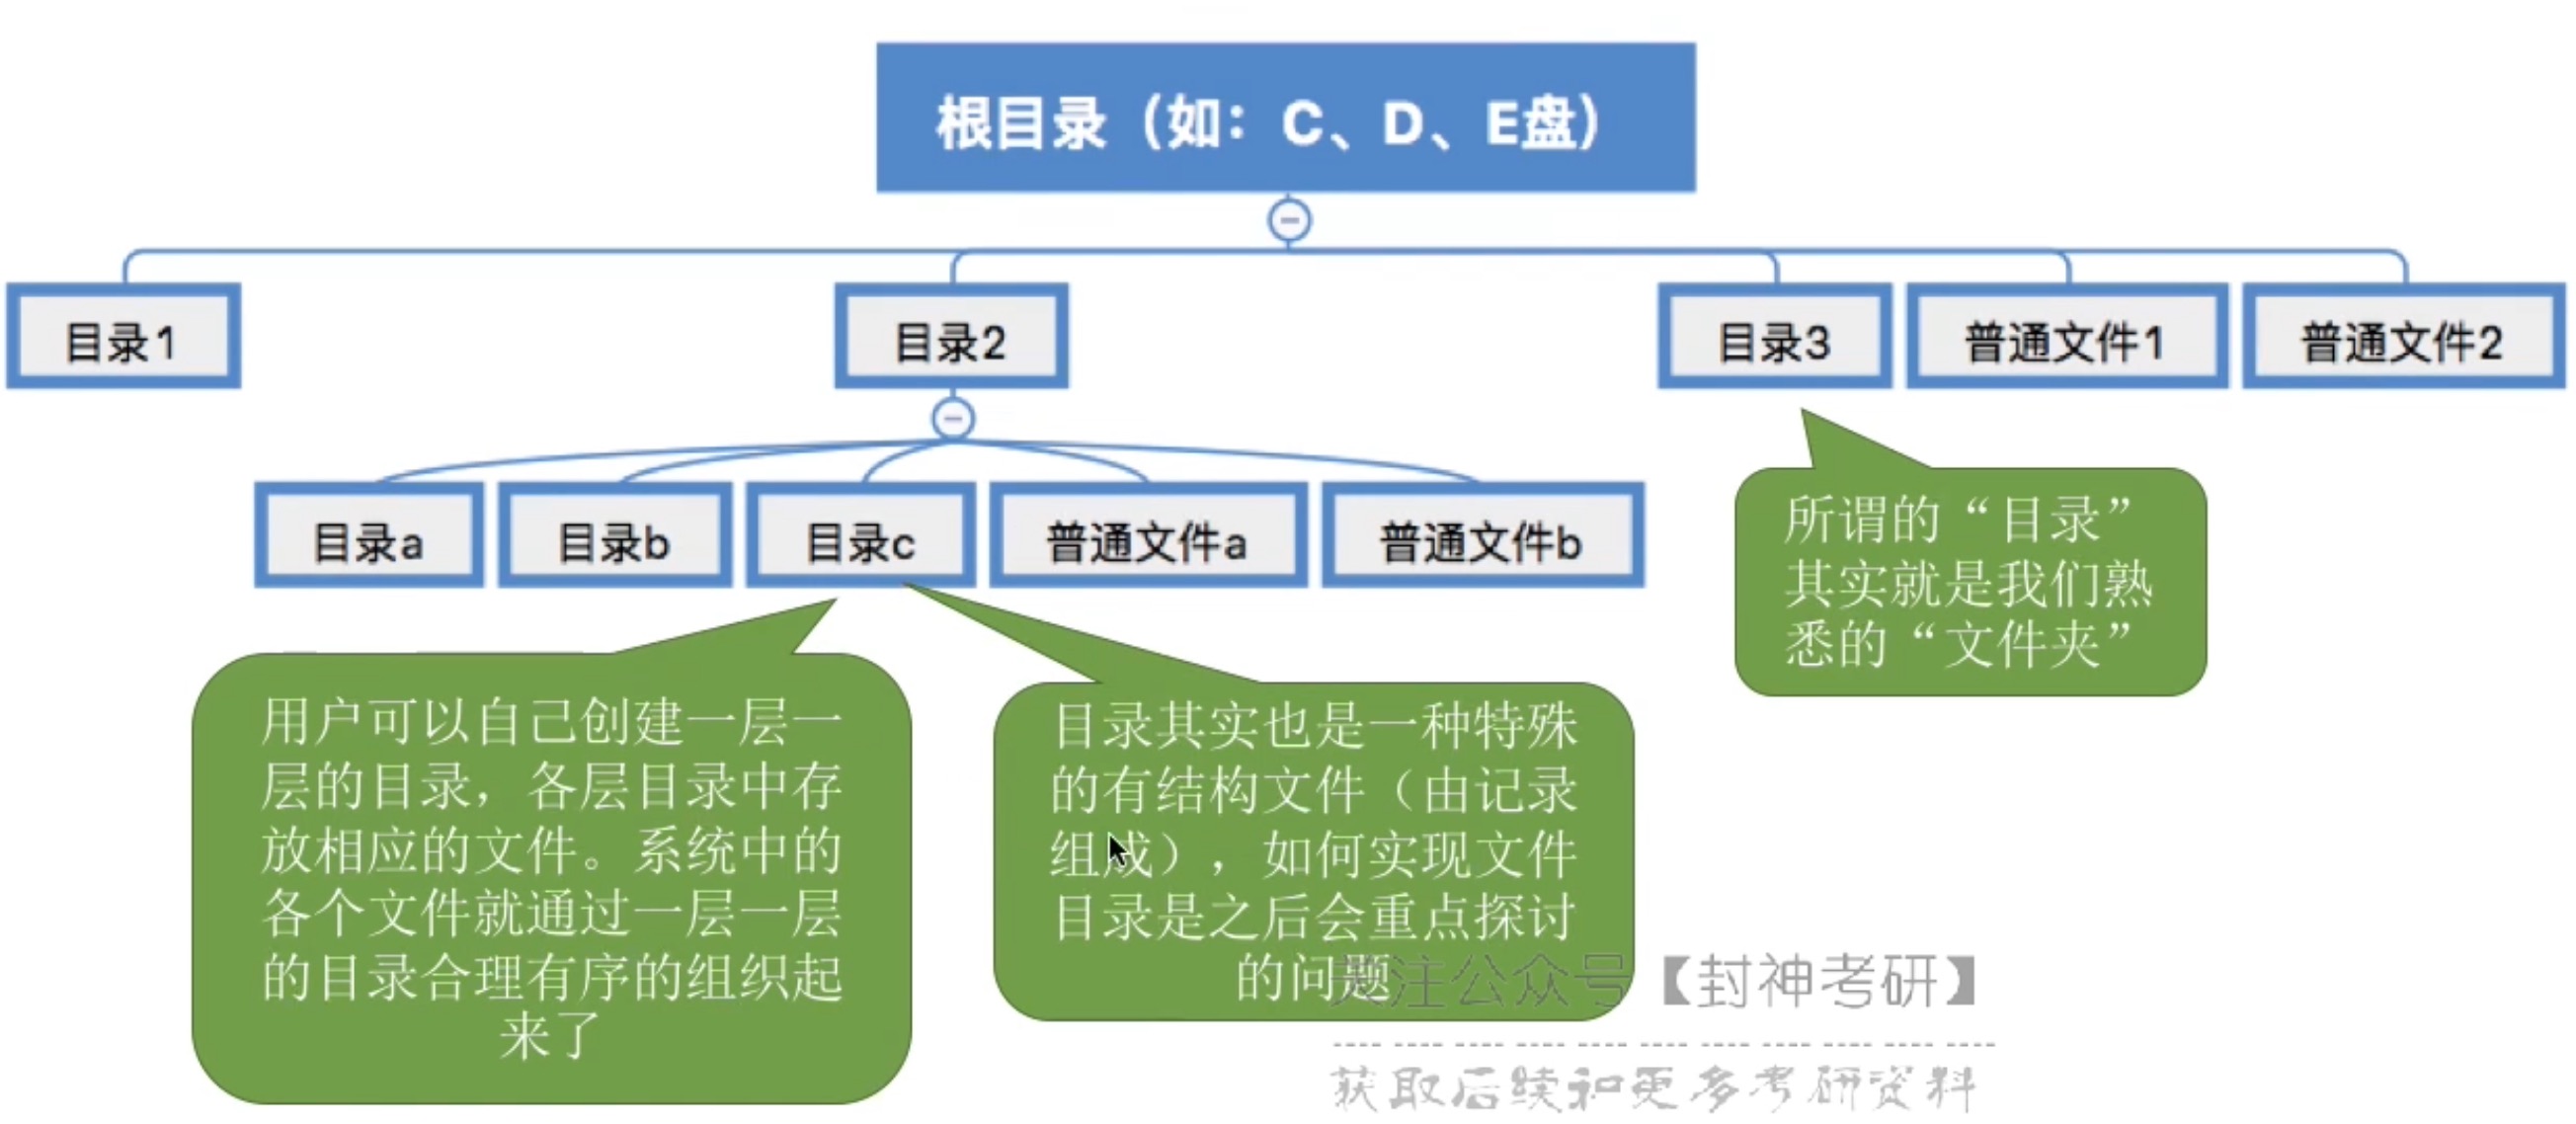 根目录（如：C、D、E盘）
目录1
目录2
目录3
普通文件1
普通文件2
目录a
目录b
目录c
普通文件a
普通文件b
所谓的“目录”
其实就是我们熟
悉的“文件夹”
用户可以自己创建一层一
层的目录，各层目录中存
放相应的文件。系统中的
各个文件就通过一层一层
的目录合理有序的组织起
来了
目录其实也是一种特殊
的有结构文件（由记录
组成），如何实现文件
目录是之后会重点探讨
的问题
关注公众号【封神考研】
获取后续和更多考研资料